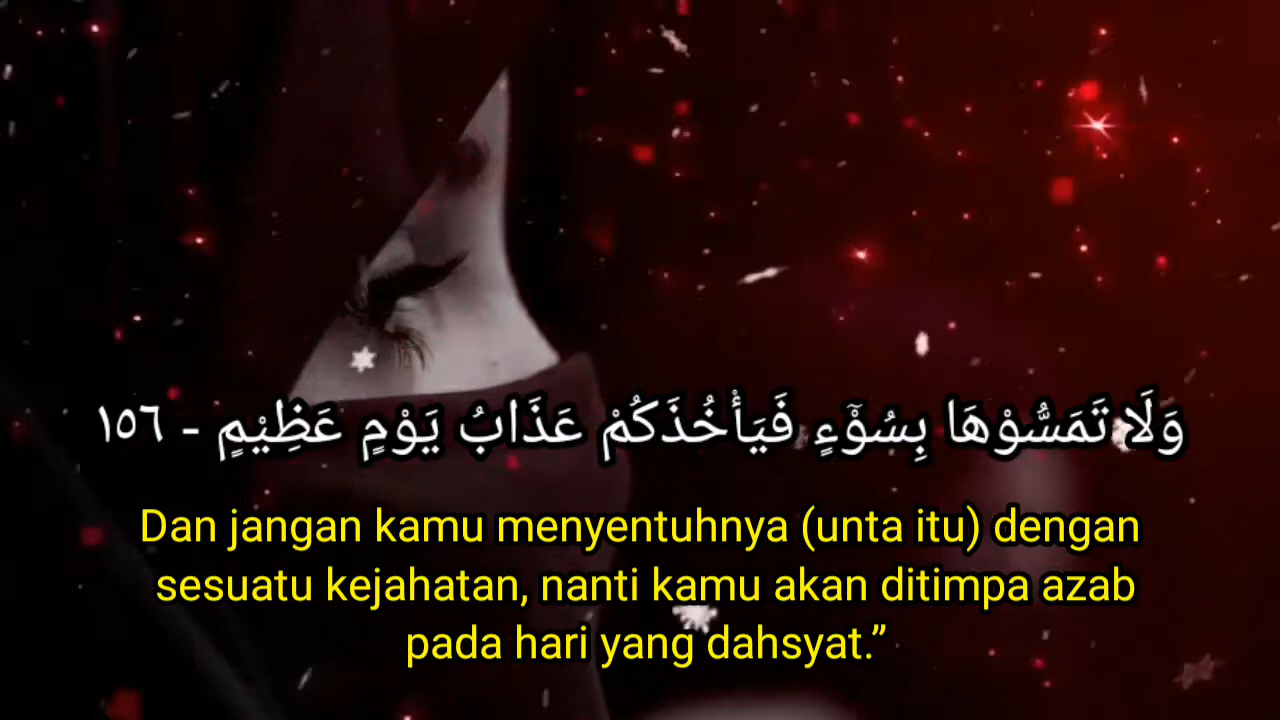 وَلَا تَمَسُّوْهَا بِسُوْۤءٍ فَيَأْخُذَكُمْ عَذَابُ يَوْمٍ عَظِيْمٍ - ١٥٦
Dan jangan kamu menyentuhnya (unta itu) dengan
sesuatu kejahatan, nanti kamu akan ditimpa azab
pada hari yang dahsyat.”